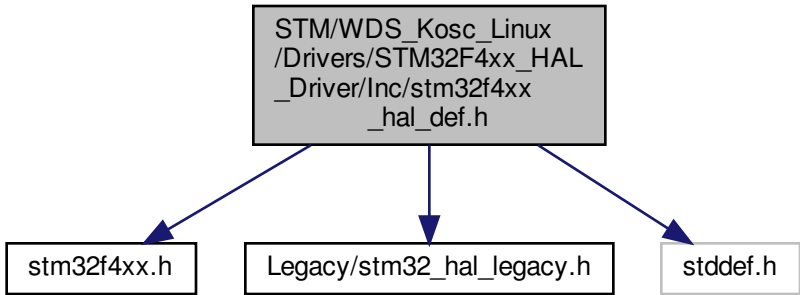 STM/WDS_Kosc_Linux
/Drivers/STM32F4xx_HAL
_Driver/Inc/stm32f4xx
_hal_def.h
stm32f4xx.h
Legacy/stm32_hal_legacy.h
stddef.h